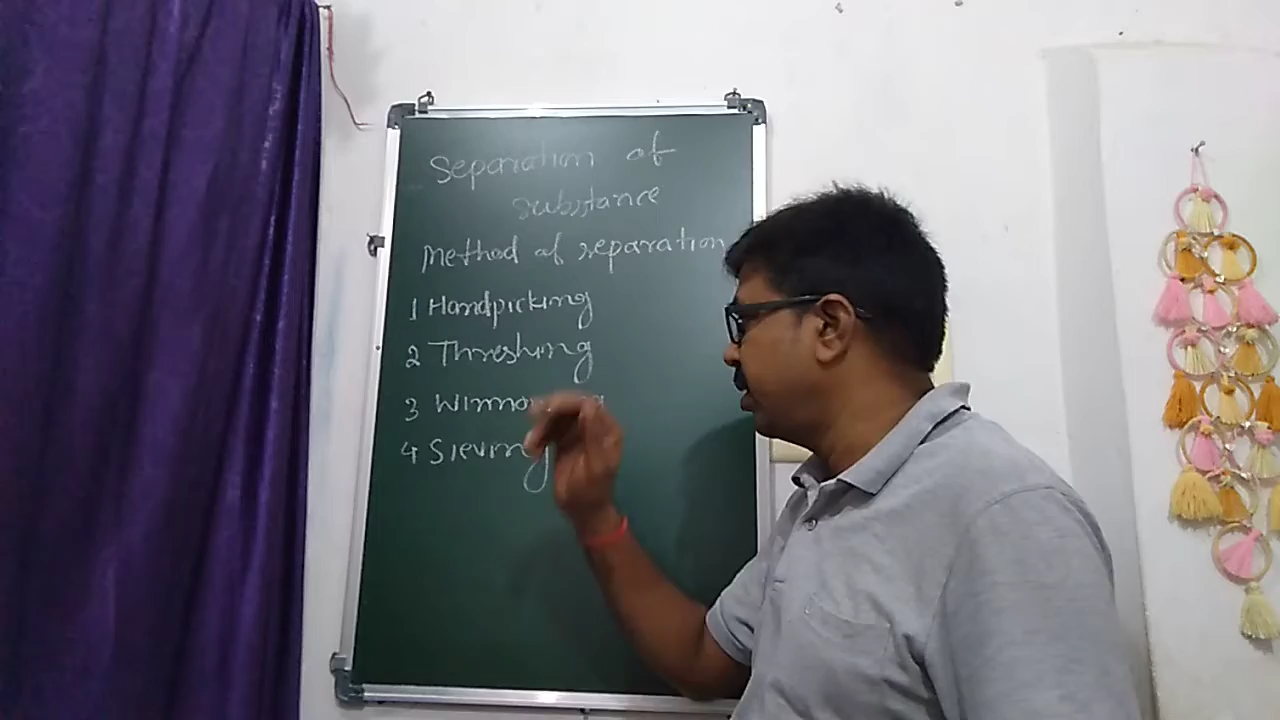 Separation of
substance
Method of separation
1 Handpicking
2 Threshing
3
4 Sieving